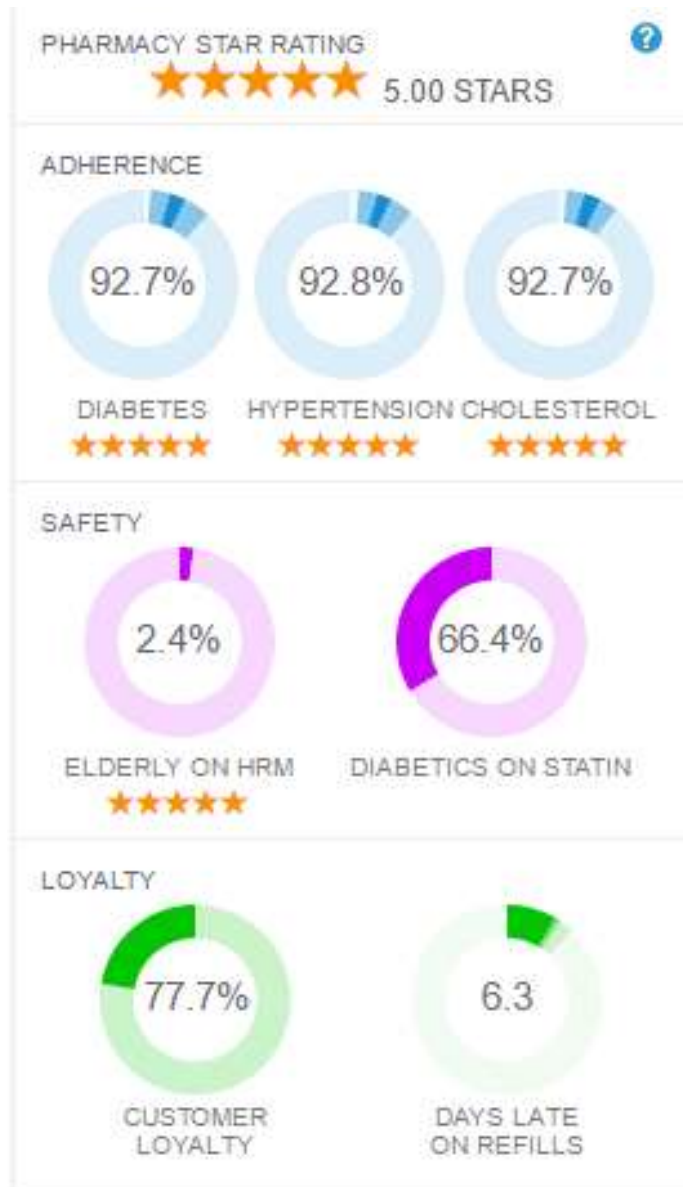 PHARMACY STAR RATING
?
5.00 STARS
ADHERENCE
92.7% 92.8% 92.7%
DIABETES HYPERTENSION CHOLESTEROL
SAFETY
2.4% 66.4%
ELDERLY ON HRM DIABETICS ON STATIN
LOYALTY
77.7% 6.3
CUSTOMER DAYS LATE
LOYALTY ON REFILLS